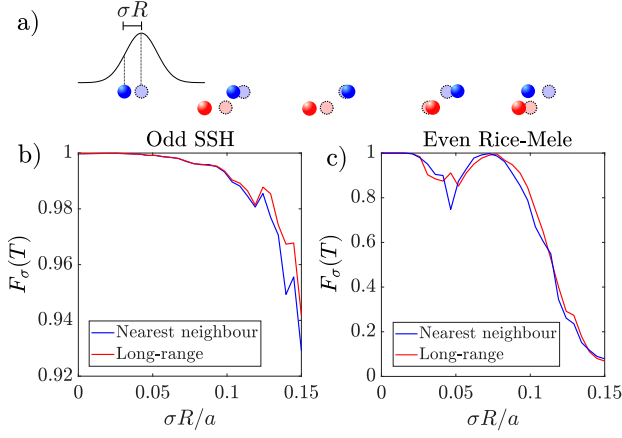 a)
σR
b)
Odd SSH
F_σ(T)
1
0.98
0.96
0.94
0.92
Nearest neighbour
Long-range
0
0.05
0.1
0.15
σR/a
c)
Even Rice-Mele
F_σ(T)
1
0.8
0.6
0.4
0.2
0
Nearest neighbour
Long-range
0
0.05
0.1
0.15
σR/a